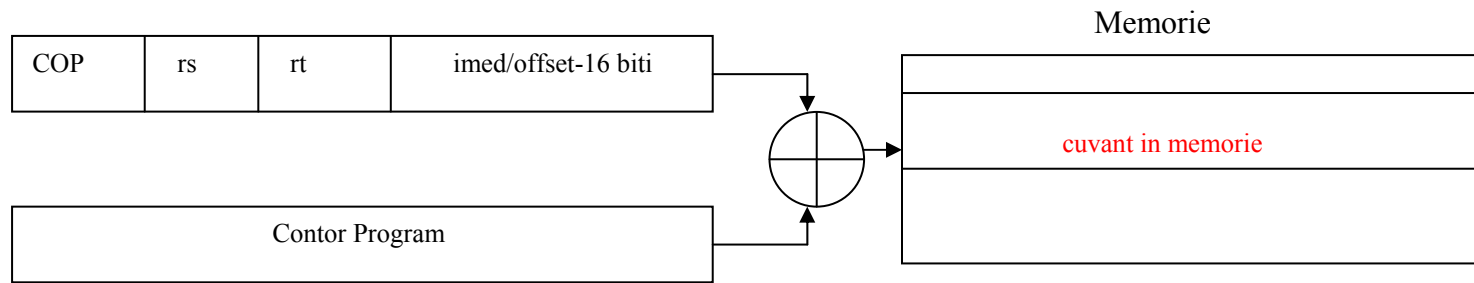 Memorie
COP rs rt imed/offset-16 biti
cuvant in memorie
Contor Program